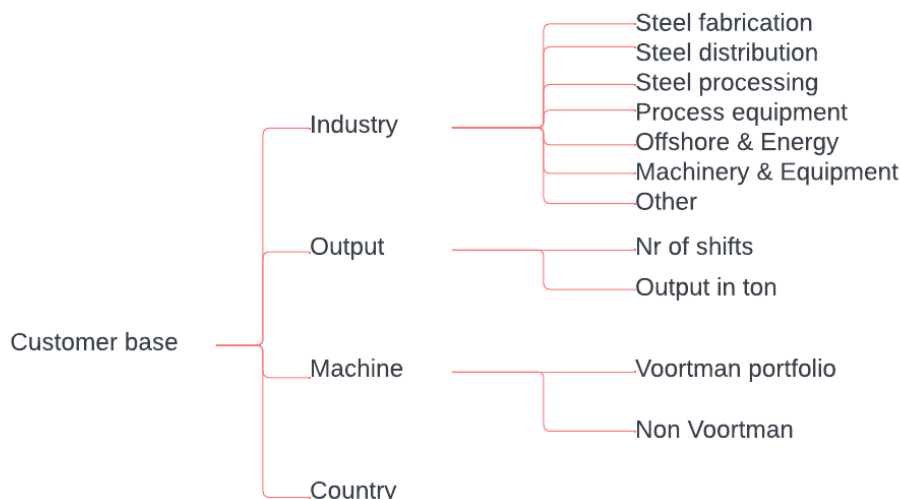 Steel fabrication
Steel distribution
Steel processing
Industry
Process equipment
Offshore & Energy
Machinery & Equipment
Other
Output
Nr of shifts
Output in ton
Customer base
Machine
Voortman portfolio
Non Voortman
Country